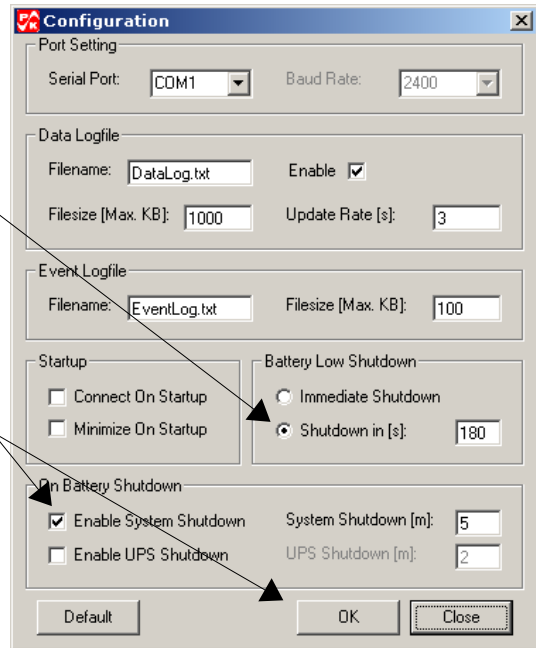 Configuration
Port Setting
Serial Port: COM1 Baud Rate: 2400
Data Logfile
Filename: DataLog.txt Enable
Filesize [Max. KB]: 1000 Update Rate [s]: 3
Event Logfile
Filename: EventLog.txt Filesize [Max. KB]: 100
Startup Battery Low Shutdown
Connect On Startup Immediate Shutdown
Minimize On Startup Shutdown in [s]: 180
On Battery Shutdown
Enable System Shutdown System Shutdown [m]: 5
Enable UPS Shutdown UPS Shutdown [m]: 2
Default OK Close